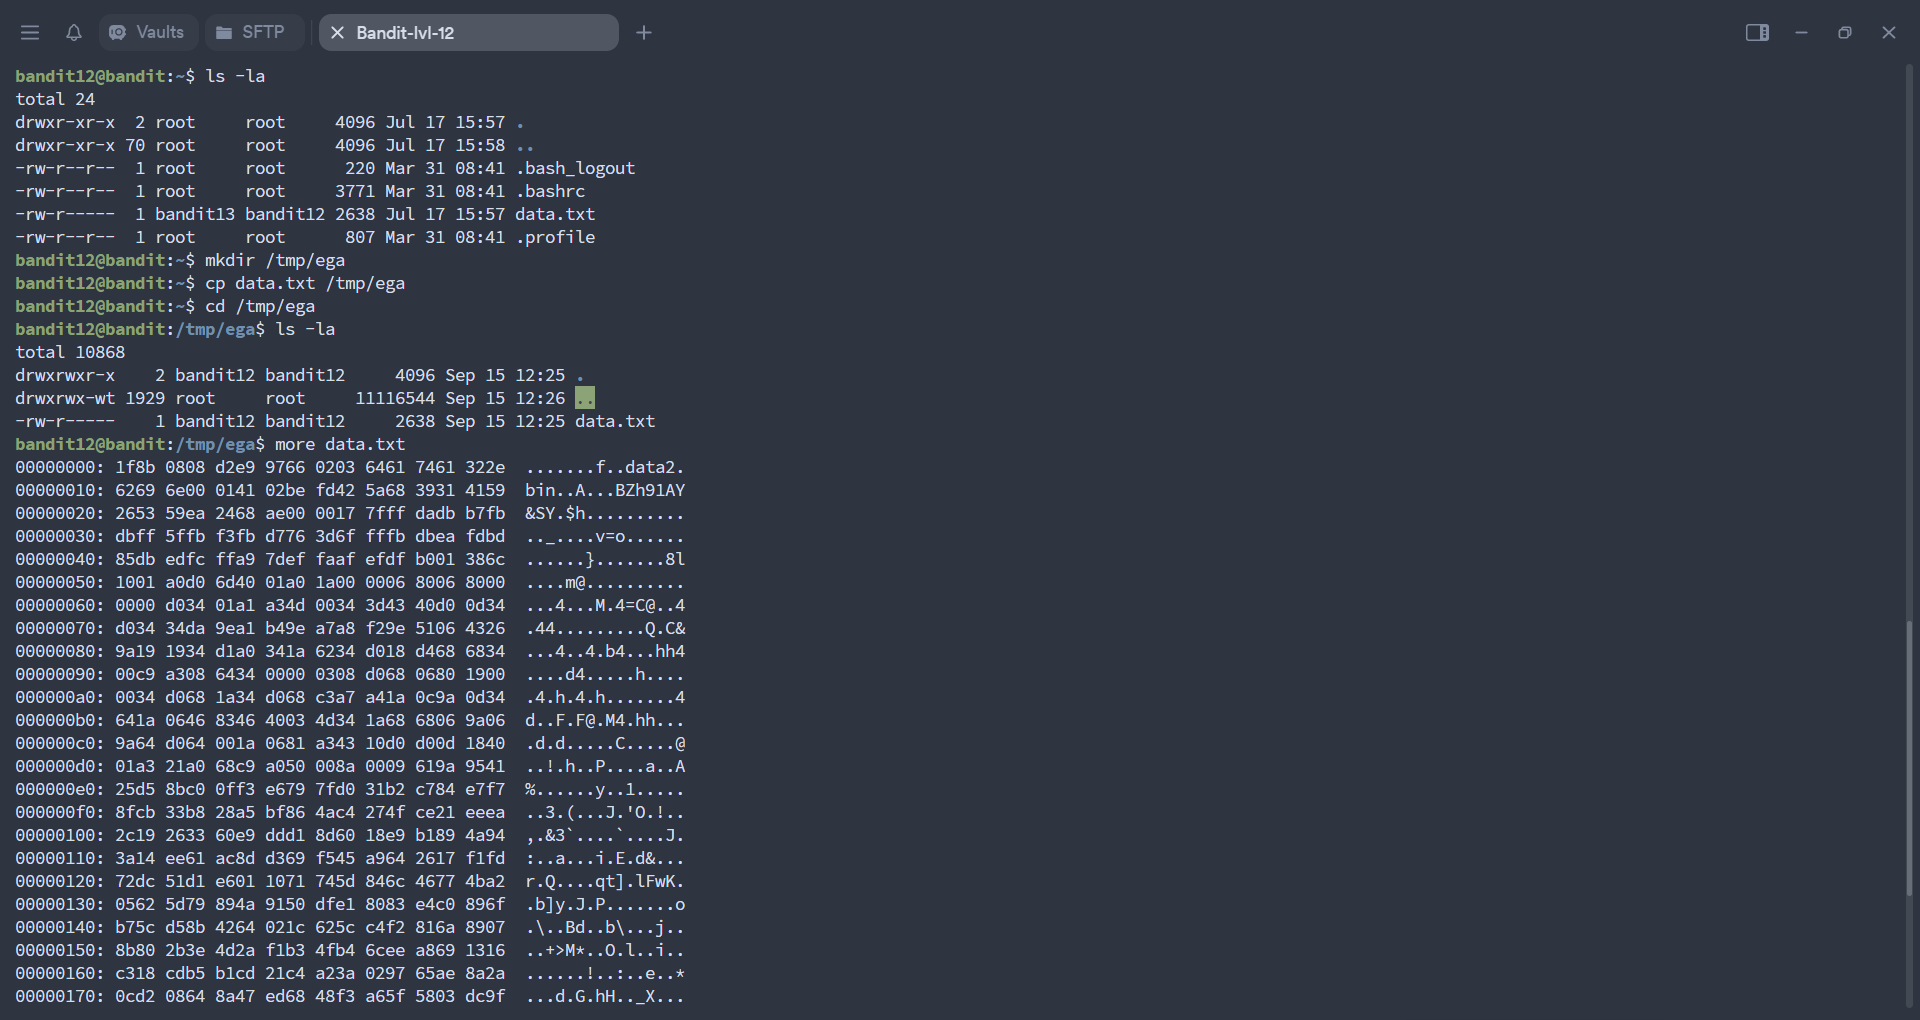 Vaults SFTP Bandit-lvl-12
bandit12@bandit:~$ ls -la
total 24
drwxr-xr-x  2 root     root     4096 Jul 17 15:57 .
drwxr-xr-x 70 root     root     4096 Jul 17 15:58 ..
-rw-r--r--  1 root     root      220 Mar 31 08:41 .bash_logout
-rw-r--r--  1 root     root     3771 Mar 31 08:41 .bashrc
-rw-r-----  1 bandit13 bandit12 2638 Jul 17 15:57 data.txt
-rw-r--r--  1 root     root      807 Mar 31 08:41 .profile
bandit12@bandit:~$ mkdir /tmp/ega
bandit12@bandit:~$ cp data.txt /tmp/ega
bandit12@bandit:~$ cd /tmp/ega
bandit12@bandit:/tmp/ega$ ls -la
total 10868
drwxrwxr-x    2 bandit12 bandit12     4096 Sep 15 12:25 .
drwxrwx-wt 1929 root     root     11116544 Sep 15 12:26 ..
-rw-r-----    1 bandit12 bandit12     2638 Sep 15 12:25 data.txt
bandit12@bandit:/tmp/ega$ more data.txt
00000000: 1f8b 0808 d2e9 9766 0203 6461 7461 322e  .......f..data2.
00000010: 6269 6e00 0141 02be fd42 5a68 3931 4159  bin..A...BZh91AY
00000020: 2653 59ea 2468 ae00 0017 7fff dadb b7fb  &SY.$h..........
00000030: dbff 5ffb f3fb d776 3d6f fffb dbea fdbd  .._....v=o......
00000040: 85db edfc ffa9 7def faaf efdf b001 386c  ......}.......8l
00000050: 1001 a0d0 6d40 01a0 1a00 0006 8006 8000  ....m@..........
00000060: 0000 d034 01a1 a34d 0034 3d43 40d0 0d34  ...4...M.4=C@..4
00000070: d034 34da 9ea1 b49e a7a8 f29e 5106 4326  .44.........Q.C&
00000080: 9a19 1934 d1a0 341a 6234 d018 d468 6834  ...4..4.b4...hh4
00000090: 00c9 a308 6434 0000 0308 d068 0680 1900  ....d4.....h....
000000a0: 0034 d068 1a34 d068 c3a7 a41a 0c9a 0d34  .4.h.4.h.......4
000000b0: 641a 0646 8346 4003 4d34 1a68 6806 9a06  d..F.F@.M4.hh...
000000c0: 9a64 d064 001a 0681 a343 10d0 d00d 1840  .d.d.....C.....@
000000d0: 01a3 21a0 68c9 a050 008a 0009 619a 9541  ..!.h..P....a..A
000000e0: 25d5 8bc0 0ff3 e679 7fd0 31b2 c784 e7f7  %......y..1.....
000000f0: 8fcb 33b8 28a5 bf86 4ac4 274f ce21 eeea  ..3.(...J.'O.!..
00000100: 2c19 2633 60e9 ddd1 8d60 18e9 b189 4a94  ,.&3`....`....J.
00000110: 3a14 ee61 ac8d d369 f545 a964 2617 f1fd  :..a...i.E.d&...
00000120: 72dc 51d1 e601 1071 745d 846c 4677 4ba2  r.Q....qt].lFwK.
00000130: 0562 5d79 894a 9150 dfe1 8083 e4c0 896f  .b]y.J.P.......o
00000140: b75c d58b 4264 021c 625c c4f2 816a 8907  .\..Bd..b\...j..
00000150: 8b80 2b3e 4d2a f1b3 4fb4 6cee a869 1316  ..+>M*..O.l..i..
00000160: c318 cdb5 b1cd 21c4 a23a 0297 65ae 8a2a  ......!..:..e..*
00000170: 0cd2 0864 8a47 ed68 48f3 a65f 5803 dc9f  ...d.G.hH.._X...